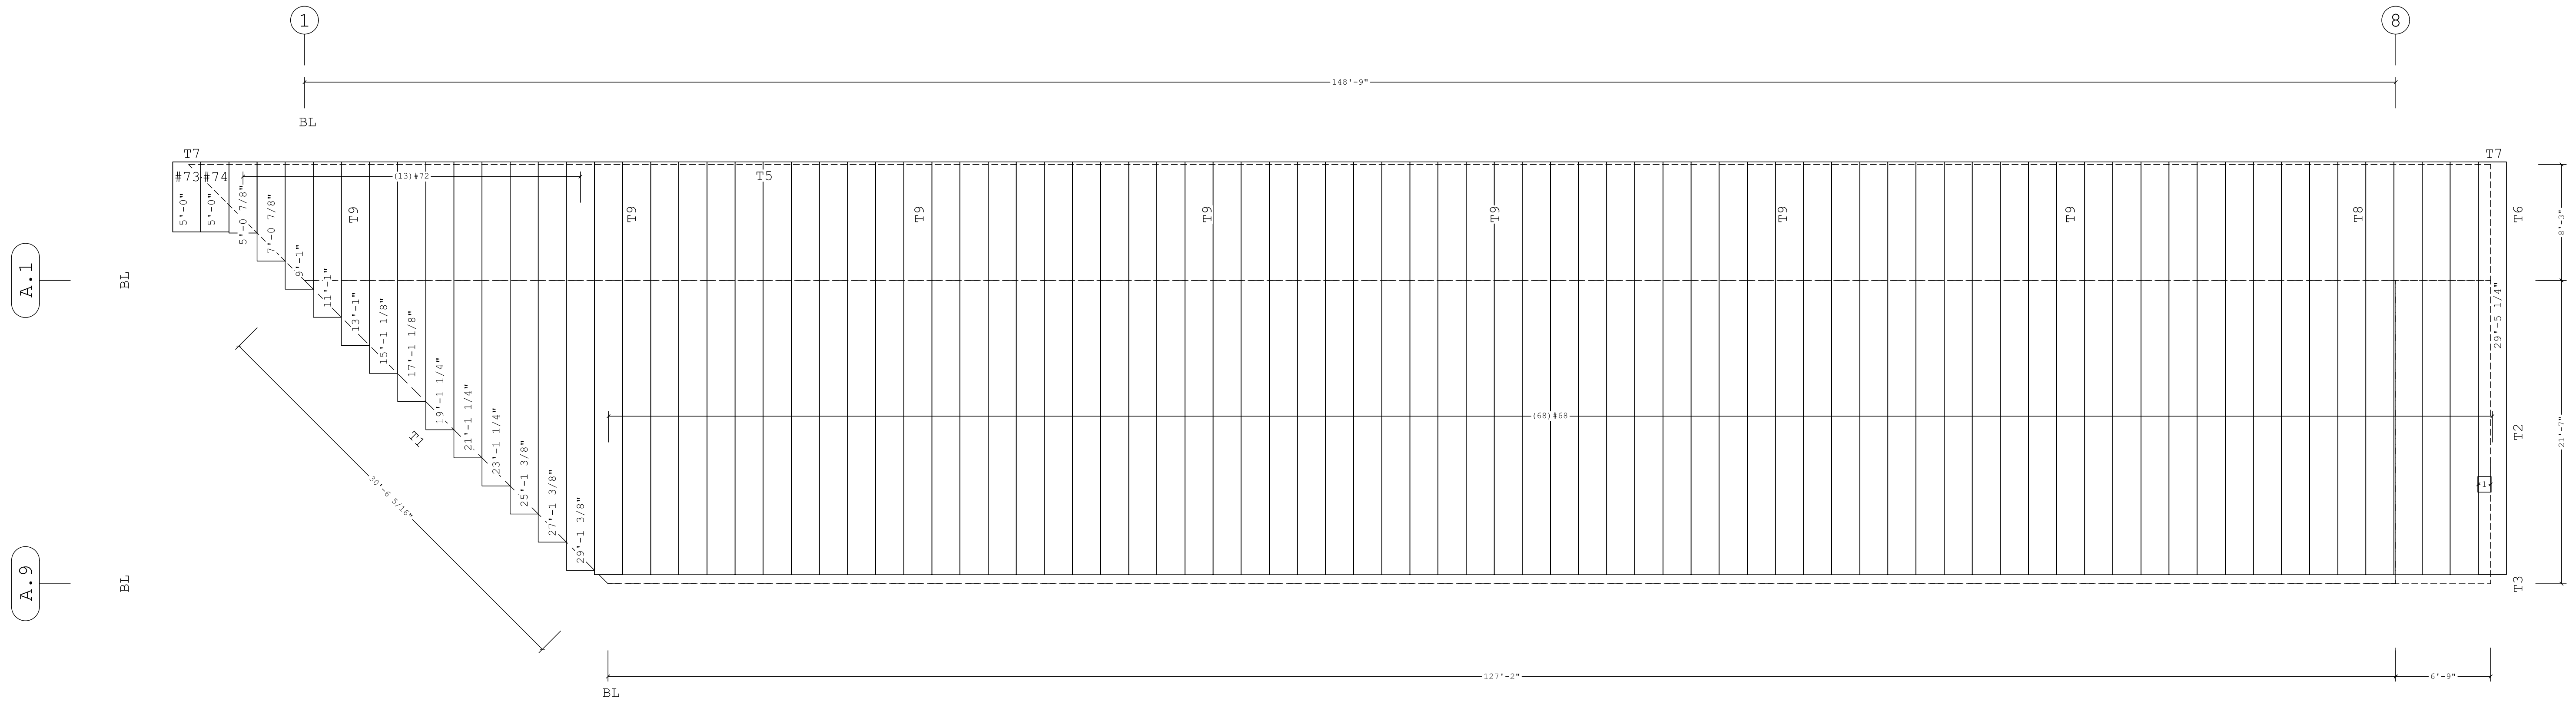 1
8
148'-9"
BL
T7
T7
#73
#74
(13)#72
T5
5'-0"
5'-0"
5'-0 7/8"
7'-0 7/8"
9'-1"
11'-1"
13'-1"
15'-1 1/8"
17'-1 1/8"
19'-1 1/4"
21'-1 1/4"
23'-1 1/4"
25'-1 3/8"
27'-1 3/8"
29'-1 3/8"
T9
T9
T9
T9
T9
T9
T9
T8
T6
8'-3"
A.1
BL
29'-5 1/4"
(68)#68
T1
T2
21'-7"
30'-6 5/16"
1
A.9
BL
T3
127'-2"
6'-9"
BL